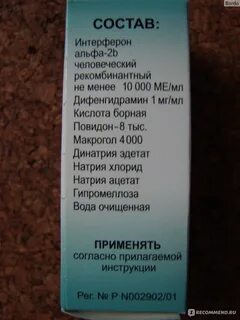 СОСТАВ:
Интерферон
альфа-2b
человеческий
рекомбинантный
не менее 10 000 МЕ/мл
Дифенгидрамин 1 мг/мл
Кислота борная
Повидон-8 тыс.
Макрогол 4000
Динатрия эдетат
Натрия хлорид
Натрия ацетат
Гипромеллоза
Вода очищенная
ПРИМЕНЯТЬ
согласно прилагаемой
инструкции
Рег. № Р N002902/01
IRECOMMEND.RU